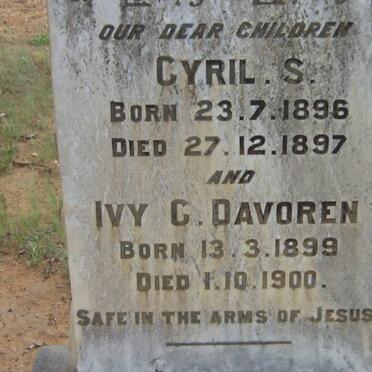 OUR DEAR CHILDREN
CYRIL. S.
BORN 23.7.1896
DIED 27.12.1897
AND
IVY C. DAVOREN
BORN 13.3.1899
DIED 1.10.1900.
SAFE IN THE ARMS OF JESUS